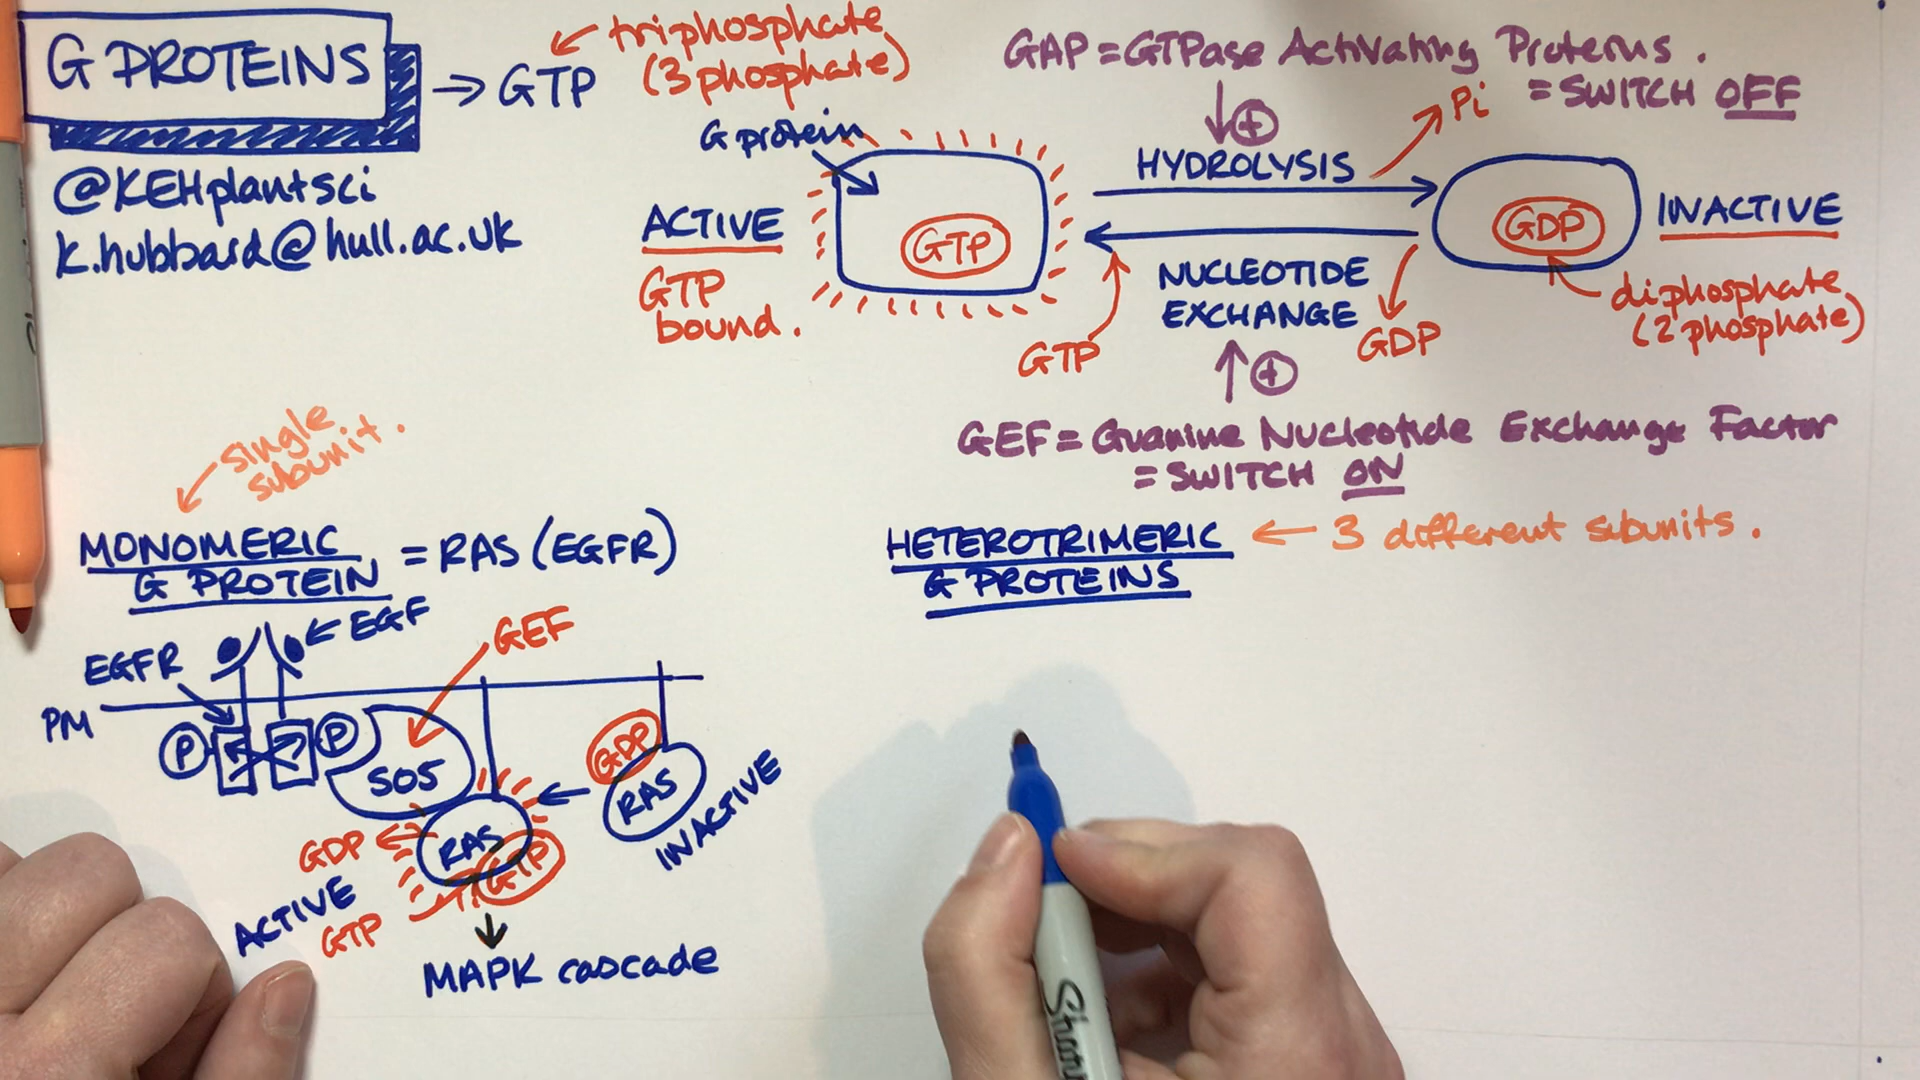 G PROTEINS
→ GTP
← triphosphate
(3 phosphate)
@KEHplantsci
k.hubbard@hull.ac.uk
GAP = GTPase Activating Proteins.
= SWITCH OFF
Pi
+
G protein
HYDROLYSIS
ACTIVE
GTP
bound.
GTP
GDP
INACTIVE
NUCLEOTIDE
EXCHANGE
GTP
GDP
diphosphate
(2 phosphate)
+
GEF = Guanine Nucleotide Exchange Factor
= SWITCH ON
single
subunit.
MONOMERIC
G PROTEIN
= RAS (EGFR)
EGFR
← EGF
GEF
PM
P
P
SOS
GDP
RAS
INACTIVE
RAS
GTP
GDP
ACTIVE
GTP
MAPK cascade
HETEROTRIMERIC
G PROTEINS
← 3 different subunits.